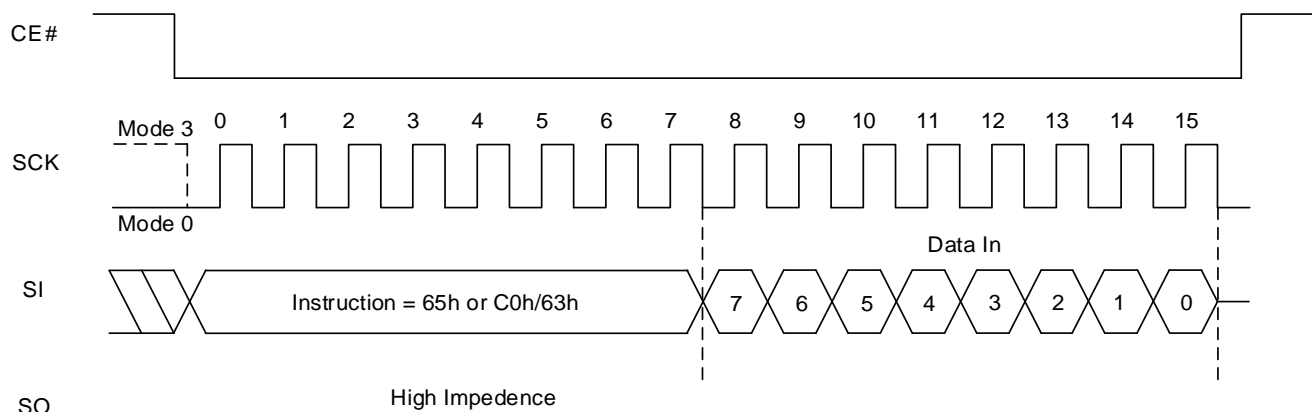 CE#
Mode 3
0 1 2 3 4 5 6 7 8 9 10 11 12 13 14 15
SCK
Mode 0
Data In
SI
Instruction = 65h or C0h/63h
7 6 5 4 3 2 1 0
High Impedence
SO